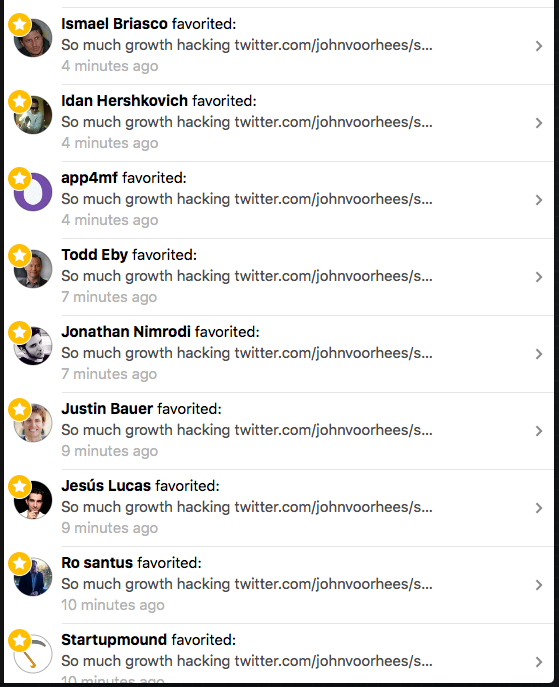 Ismael Briasco favorited:
So much growth hacking twitter.com/johnvoorhees/s...
4 minutes ago
Idan Hershkovich favorited:
So much growth hacking twitter.com/johnvoorhees/s...
4 minutes ago
app4mf favorited:
So much growth hacking twitter.com/johnvoorhees/s...
4 minutes ago
Todd Eby favorited:
So much growth hacking twitter.com/johnvoorhees/s...
7 minutes ago
Jonathan Nimrodi favorited:
So much growth hacking twitter.com/johnvoorhees/s...
7 minutes ago
Justin Bauer favorited:
So much growth hacking twitter.com/johnvoorhees/s...
9 minutes ago
Jesús Lucas favorited:
So much growth hacking twitter.com/johnvoorhees/s...
9 minutes ago
Ro santus favorited:
So much growth hacking twitter.com/johnvoorhees/s...
10 minutes ago
Startupmound favorited:
So much growth hacking twitter.com/johnvoorhees/s...
10 minutes ago